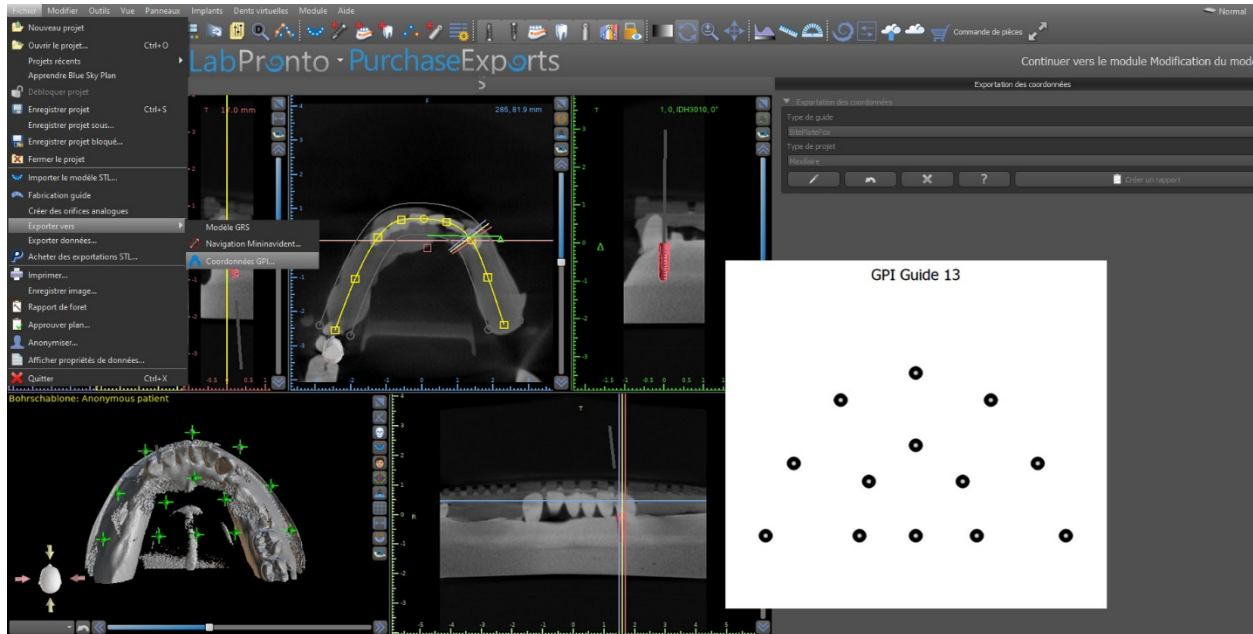 Fichier Modifier Outils Vue Panneaux Implants Dents virtuelles Module Aide
Normal
Nouveau projet
Ouvrir le projet... Ctrl+O
Projets récents
Apprendre Blue Sky Plan
Débloquer projet
Enregistrer projet Ctrl+S
Enregistrer projet sous...
Enregistrer projet bloqué...
Fermer le projet
Importer le modèle STL...
Fabrication guide
Créer des orifices analogues
Exporter vers
Exporter données...
Acheter des exportations STL...
Imprimer...
Enregistrer image...
Rapport de foret
Approuver plan...
Anonymiser...
Afficher propriétés de données...
Quitter Ctrl+X
Modèle GRS
Navigation Mininavident...
Coordonnées GPI...
Commande de pièces
LabPronto - PurchaseExports
Continuer vers le module Modification du mod
Exportation des coordonnées
Exportation des coordonnées
Type de guide
SitePlateFox
Type de projet
Maxillaire
?
Créer un rapport
285, 81.9 mm
1, 0, IDH3010, 0°
GPI Guide 13
Bohrschablone: Anonymous patient